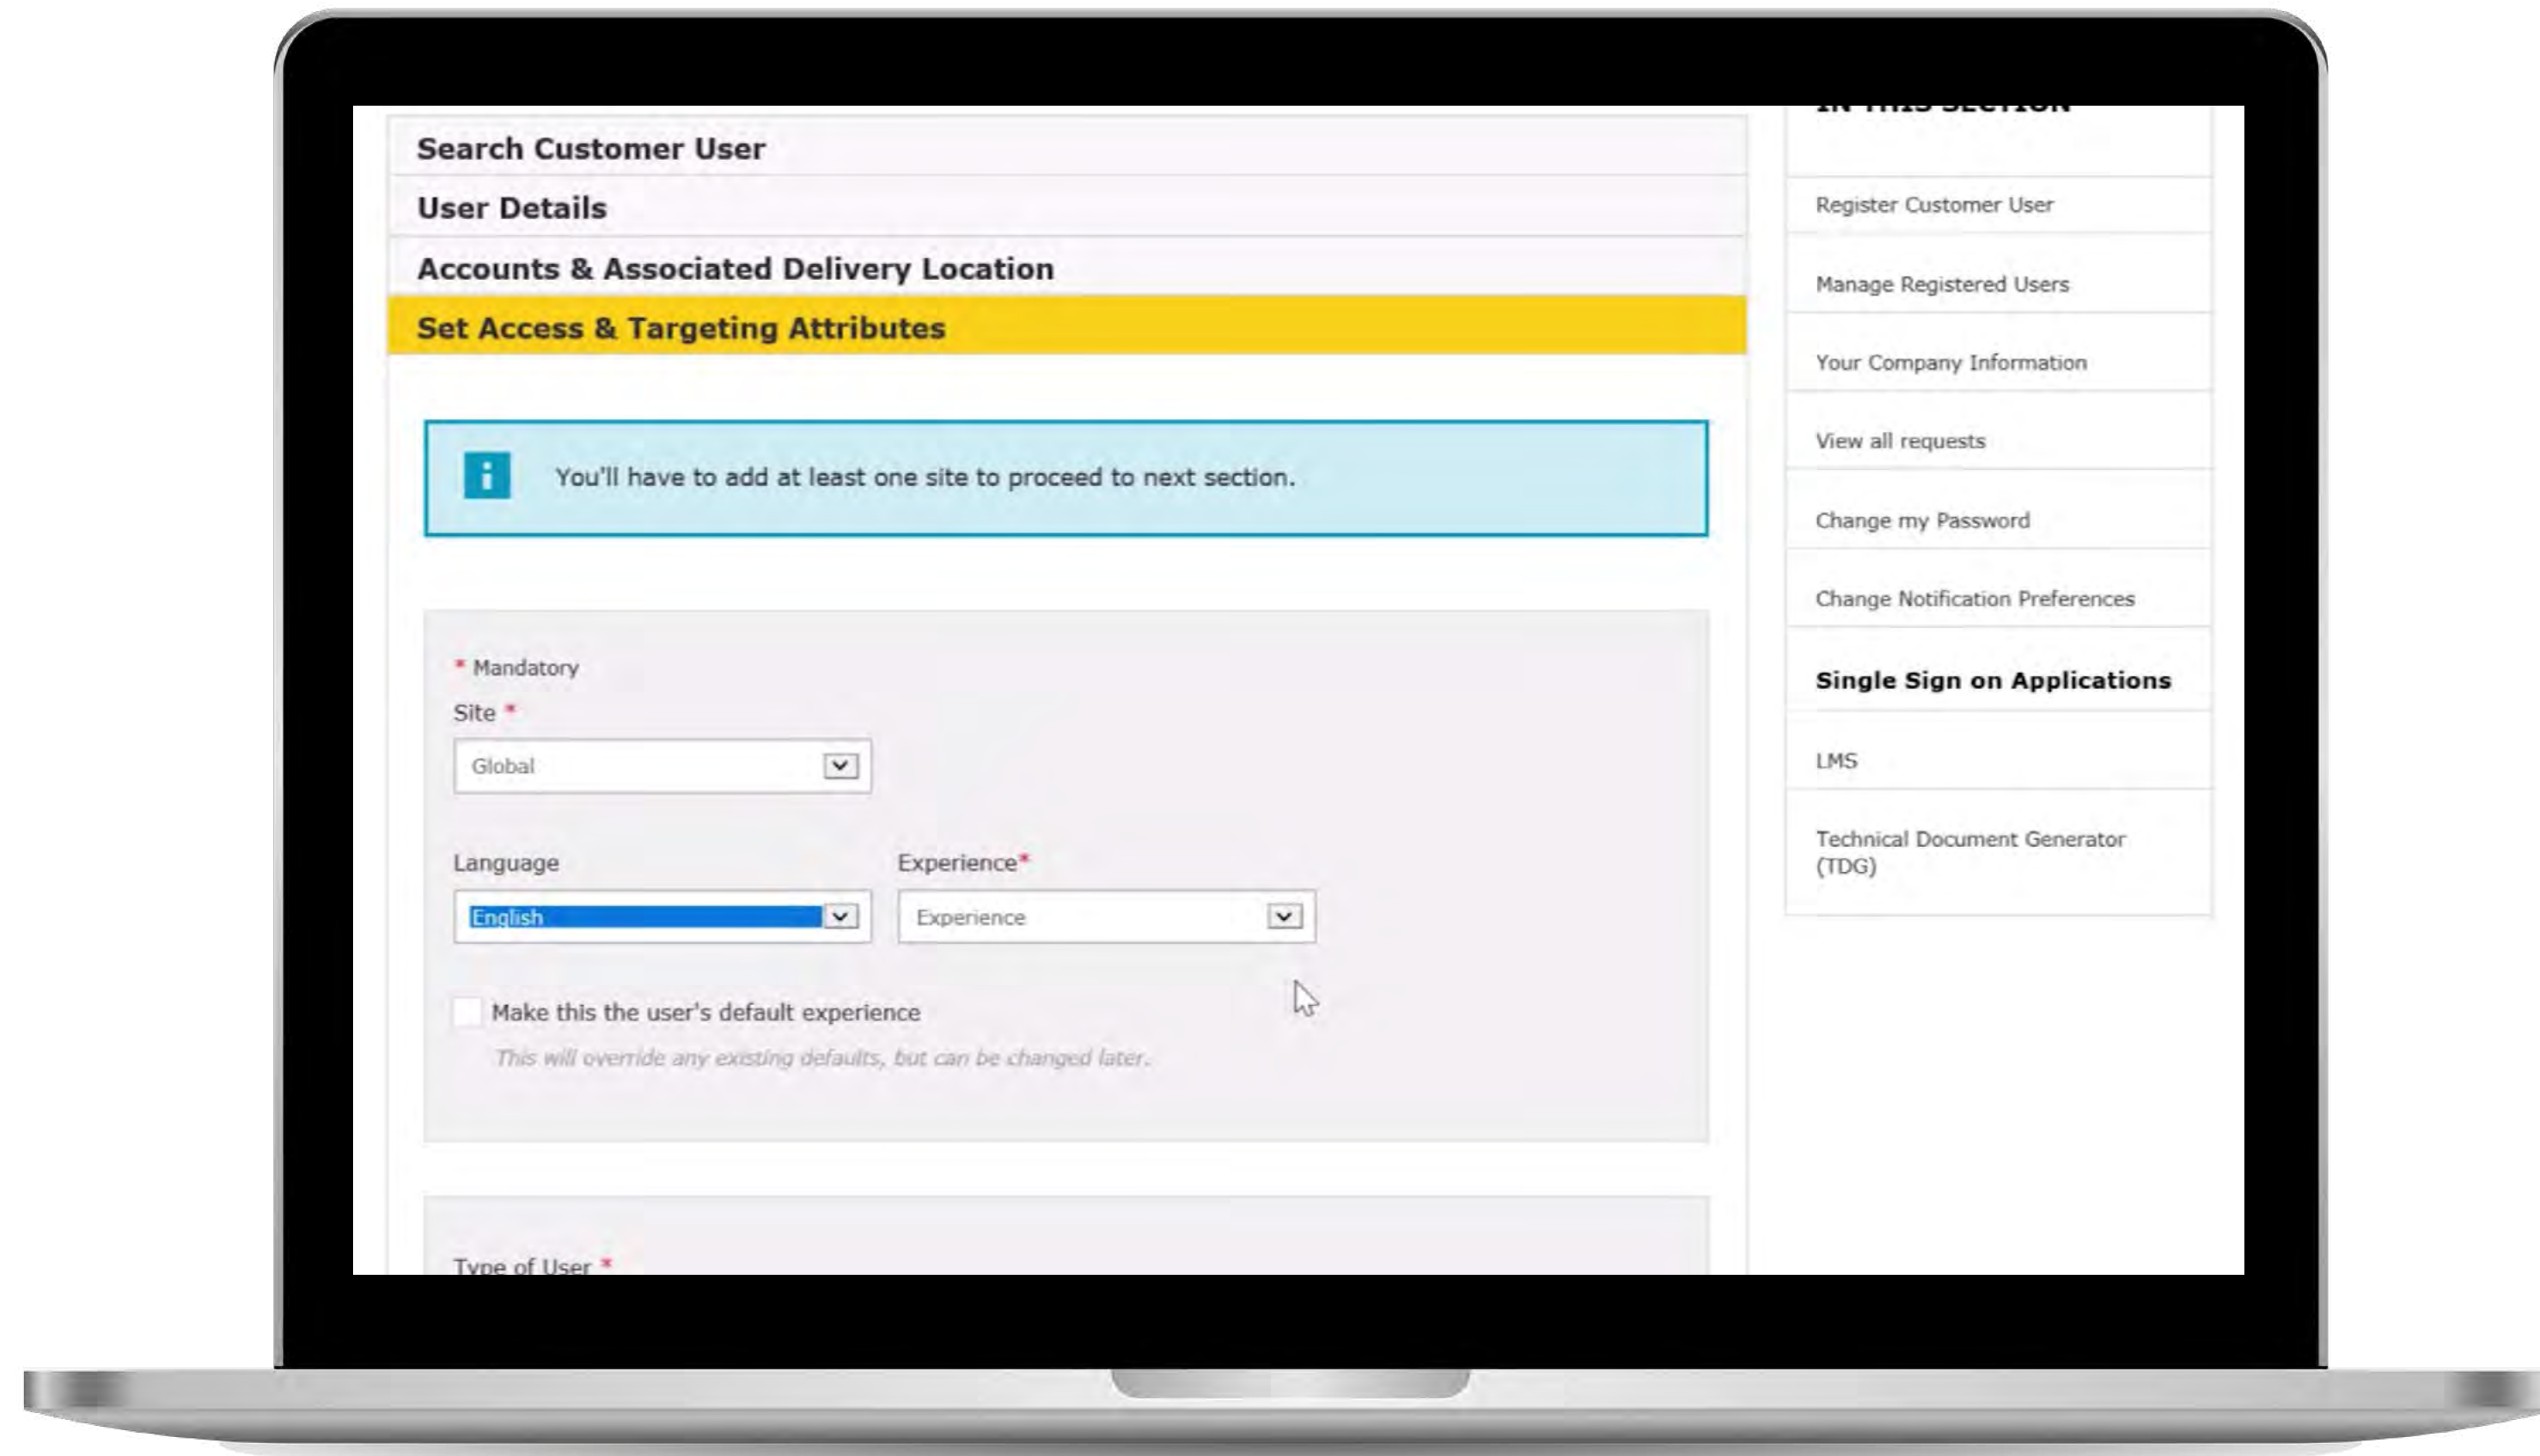 Search Customer User
User Details
Accounts & Associated Delivery Location
Set Access & Targeting Attributes
i
You'll have to add at least one site to proceed to next section.
* Mandatory
Site *
Global
Language
Experience*
English
Experience
Make this the user's default experience
This will override any existing defaults, but can be changed later.
Type of User *
IN THIS SECTION
Register Customer User
Manage Registered Users
Your Company Information
View all requests
Change my Password
Change Notification Preferences
Single Sign on Applications
LMS
Technical Document Generator
(TDG)